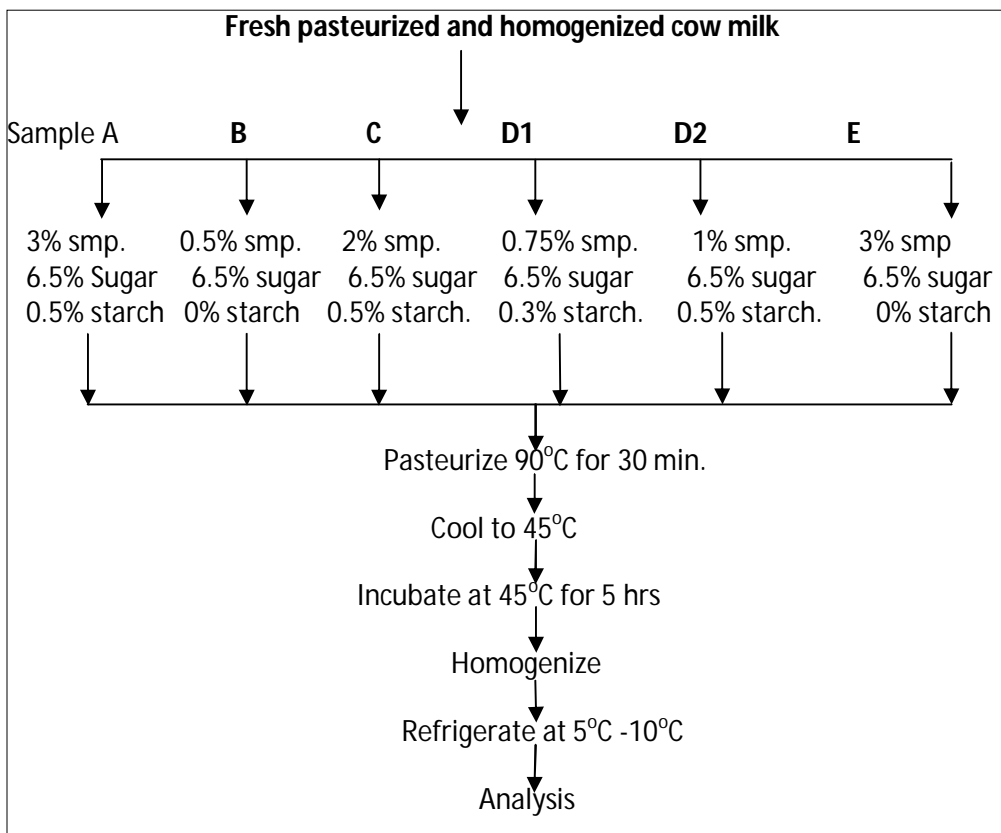 Fresh pasteurized and homogenized cow milk
Sample A B C D1 D2 E
3% smp. 0.5% smp. 2% smp. 0.75% smp. 1% smp. 3% smp
6.5% Sugar 6.5% sugar 6.5% sugar 6.5% sugar 6.5% sugar 6.5% sugar
0.5% starch 0% starch 0.5% starch. 0.3% starch. 0.5% starch. 0% starch
Pasteurize 90°C for 30 min.
Cool to 45°C
Incubate at 45°C for 5 hrs
Homogenize
Refrigerate at 5°C -10°C
Analysis